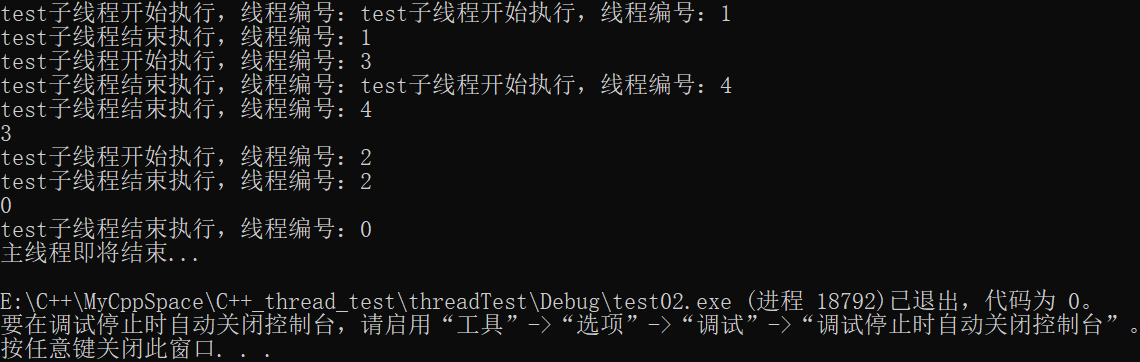 test子线程开始执行，线程编号：test子线程开始执行，线程编号：1
test子线程结束执行，线程编号：1
test子线程开始执行，线程编号：3
test子线程结束执行，线程编号：test子线程开始执行，线程编号：4
test子线程结束执行，线程编号：4
3
test子线程开始执行，线程编号：2
test子线程结束执行，线程编号：2
0
test子线程结束执行，线程编号：0
主线程即将结束...
E:\C++\MyCppSpace\C++_thread_test\threadTest\Debug\test02.exe (进程 18792)已退出，代码为 0。
要在调试停止时自动关闭控制台，请启用“工具”->“选项”->“调试”->“调试停止时自动关闭控制台”。
按任意键关闭此窗口. . .